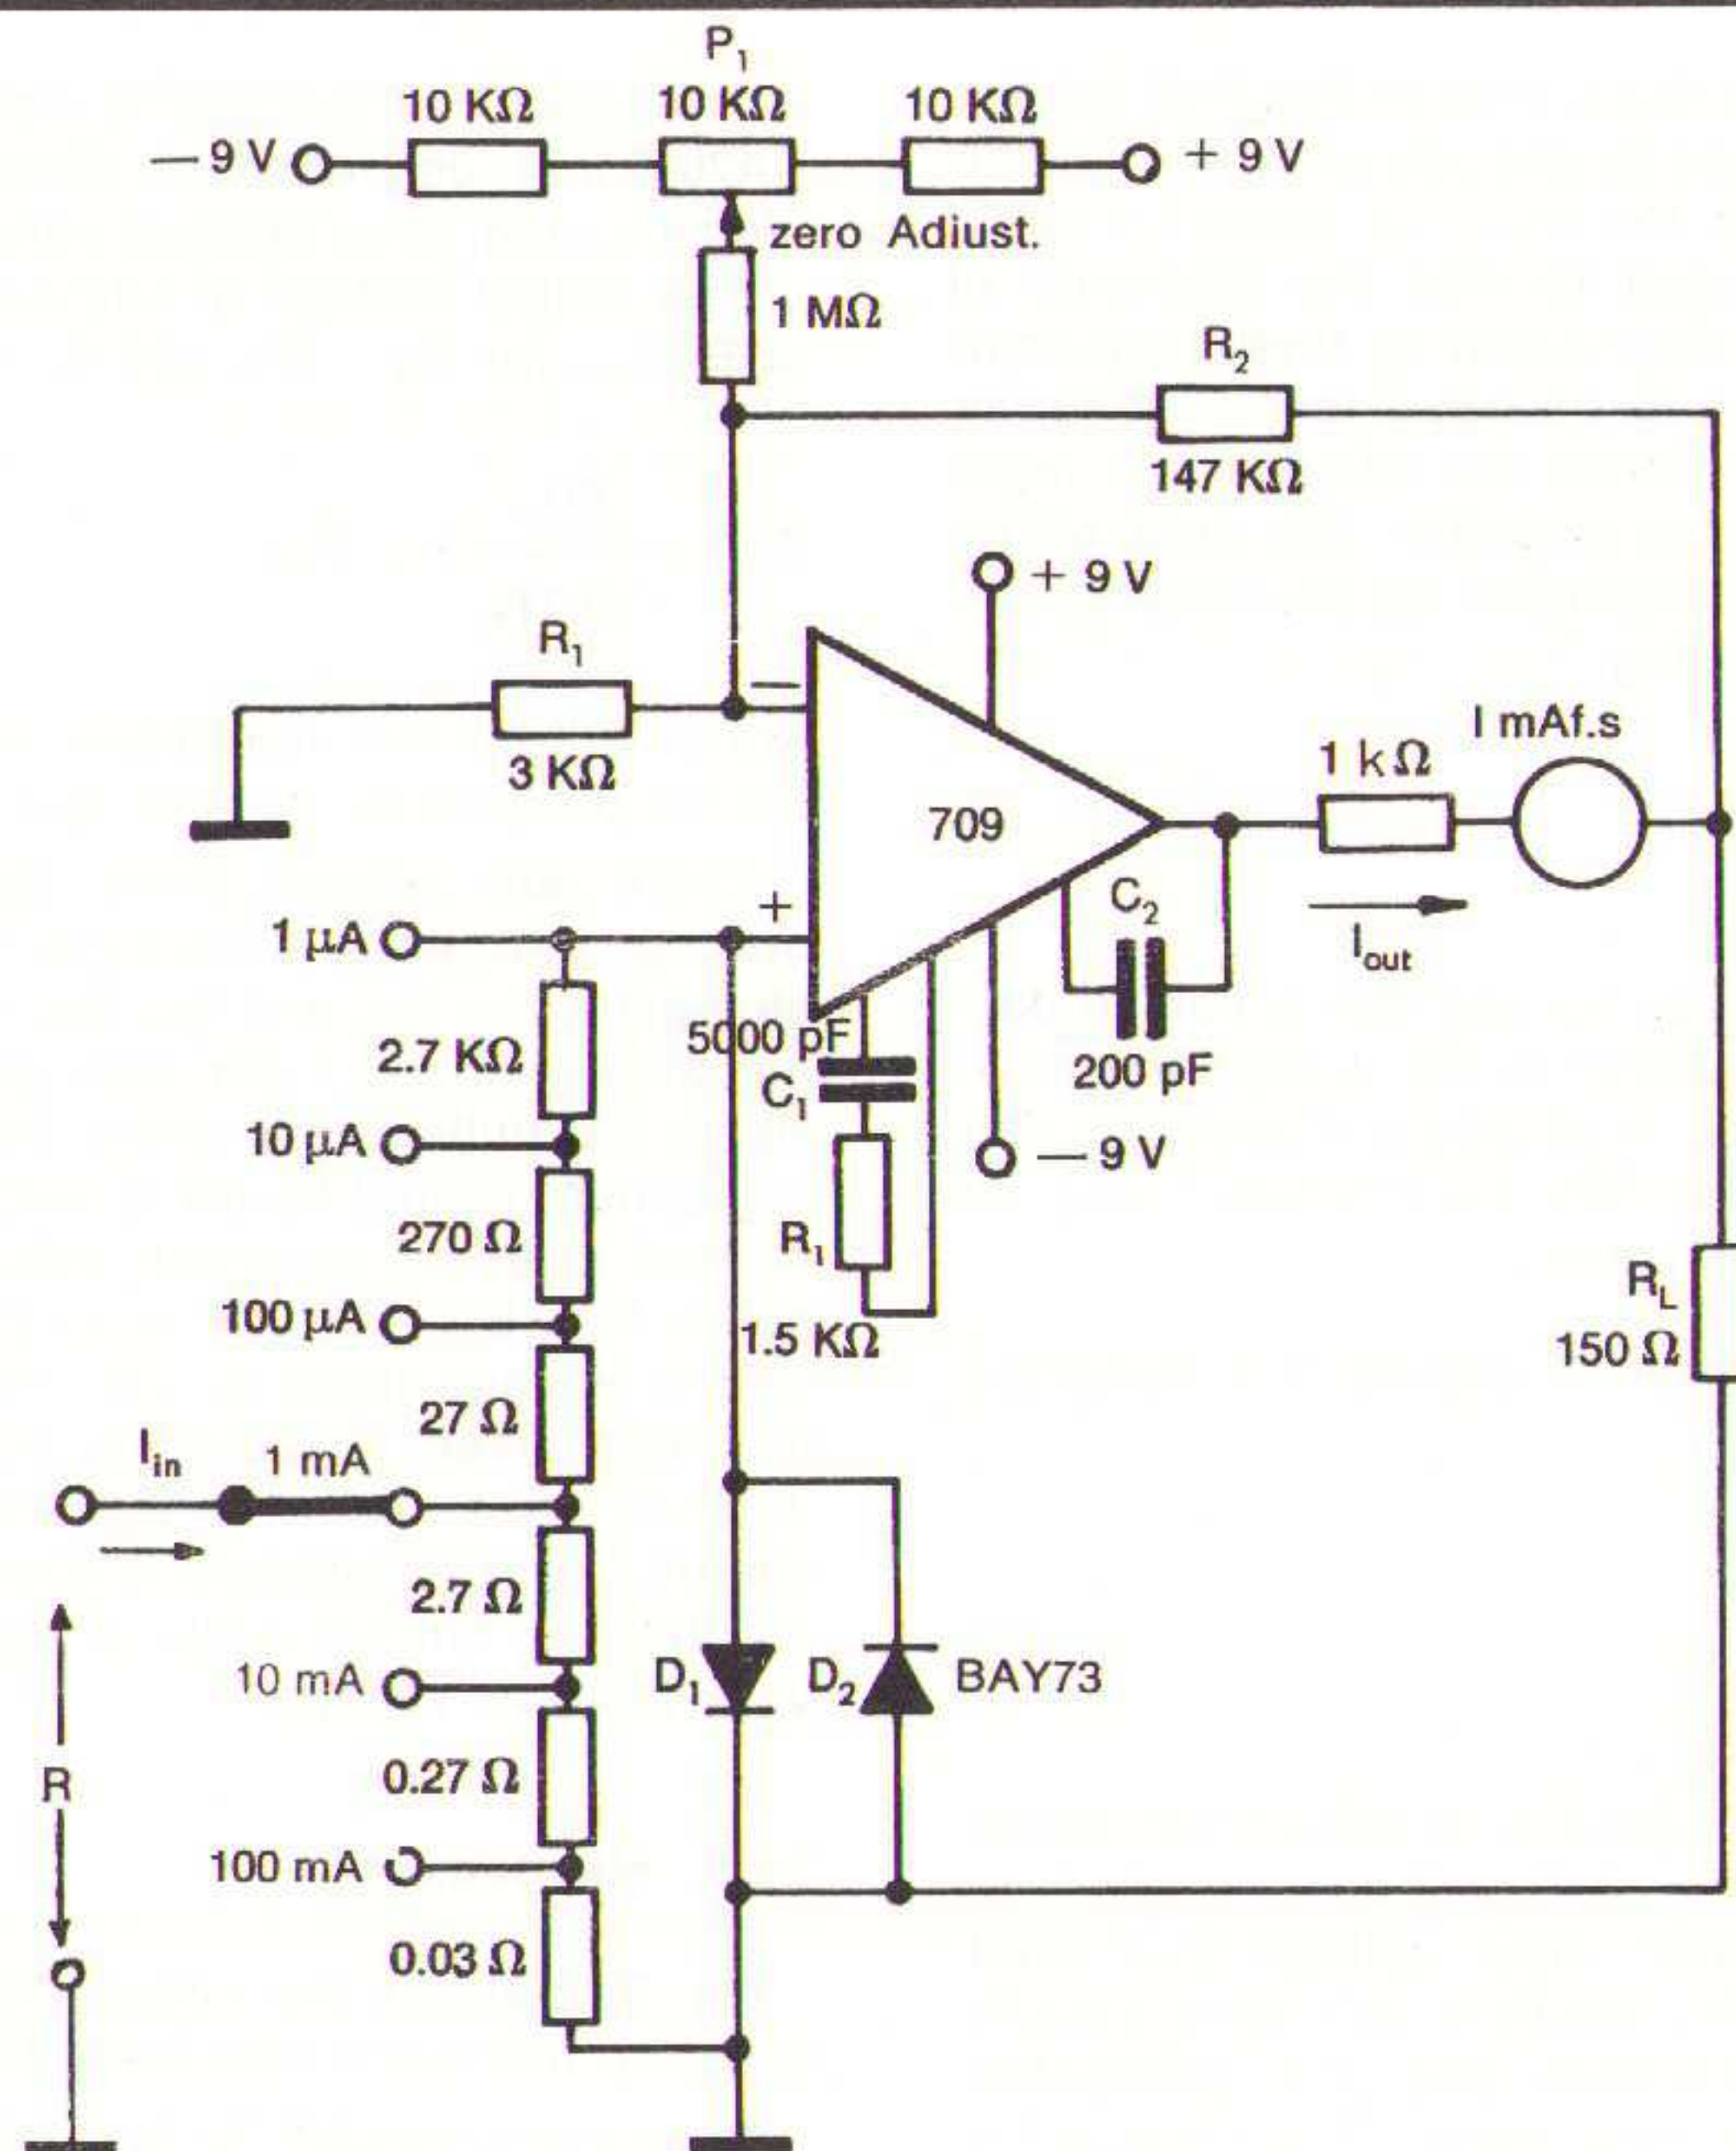 P1
10 KΩ 10 KΩ 10 KΩ
— 9 V + 9 V
zero Adiust.
1 MΩ
R2
147 KΩ
+ 9 V
R1
3 KΩ
—
I mAf.s
1 kΩ
709
+
C2
1 µA
Iout
5000 pF
2.7 KΩ
C1
200 pF
10 µA
— 9 V
270 Ω
R1
RL
100 µA
1.5 KΩ
150 Ω
27 Ω
Iin 1 mA
2.7 Ω
10 mA
D1 D2 BAY73
R
0.27 Ω
100 mA
0.03 Ω